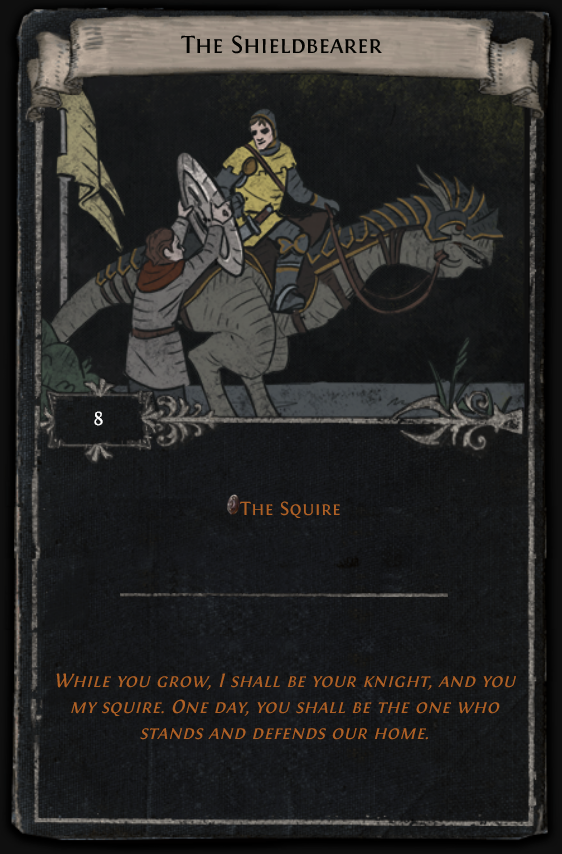 The Shieldbearer
8
The Squire
While you grow, I shall be your knight, and you
my squire. One day, you shall be the one who
stands and defends our home.